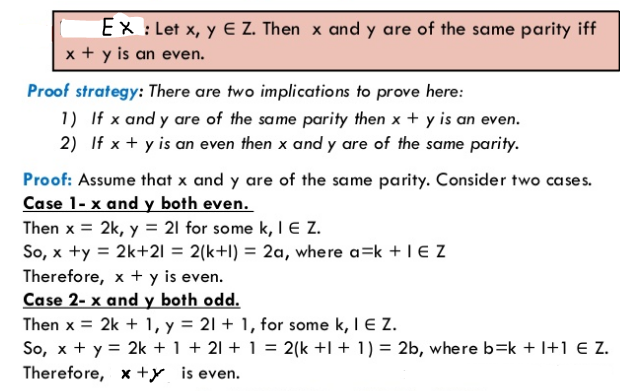 EX : Let x, y ∈ Z. Then x and y are of the same parity iff
x + y is an even.
Proof strategy: There are two implications to prove here:
1) If x and y are of the same parity then x + y is an even.
2) If x + y is an even then x and y are of the same parity.
Proof: Assume that x and y are of the same parity. Consider two cases.
Case 1- x and y both even.
Then x = 2k, y = 2l for some k, l ∈ Z.
So, x +y = 2k+2l = 2(k+l) = 2a, where a=k + l ∈ Z
Therefore, x + y is even.
Case 2- x and y both odd.
Then x = 2k + 1, y = 2l + 1, for some k, l ∈ Z.
So, x + y = 2k + 1 + 2l + 1 = 2(k +l + 1) = 2b, where b=k + l+1 ∈ Z.
Therefore, x +y is even.